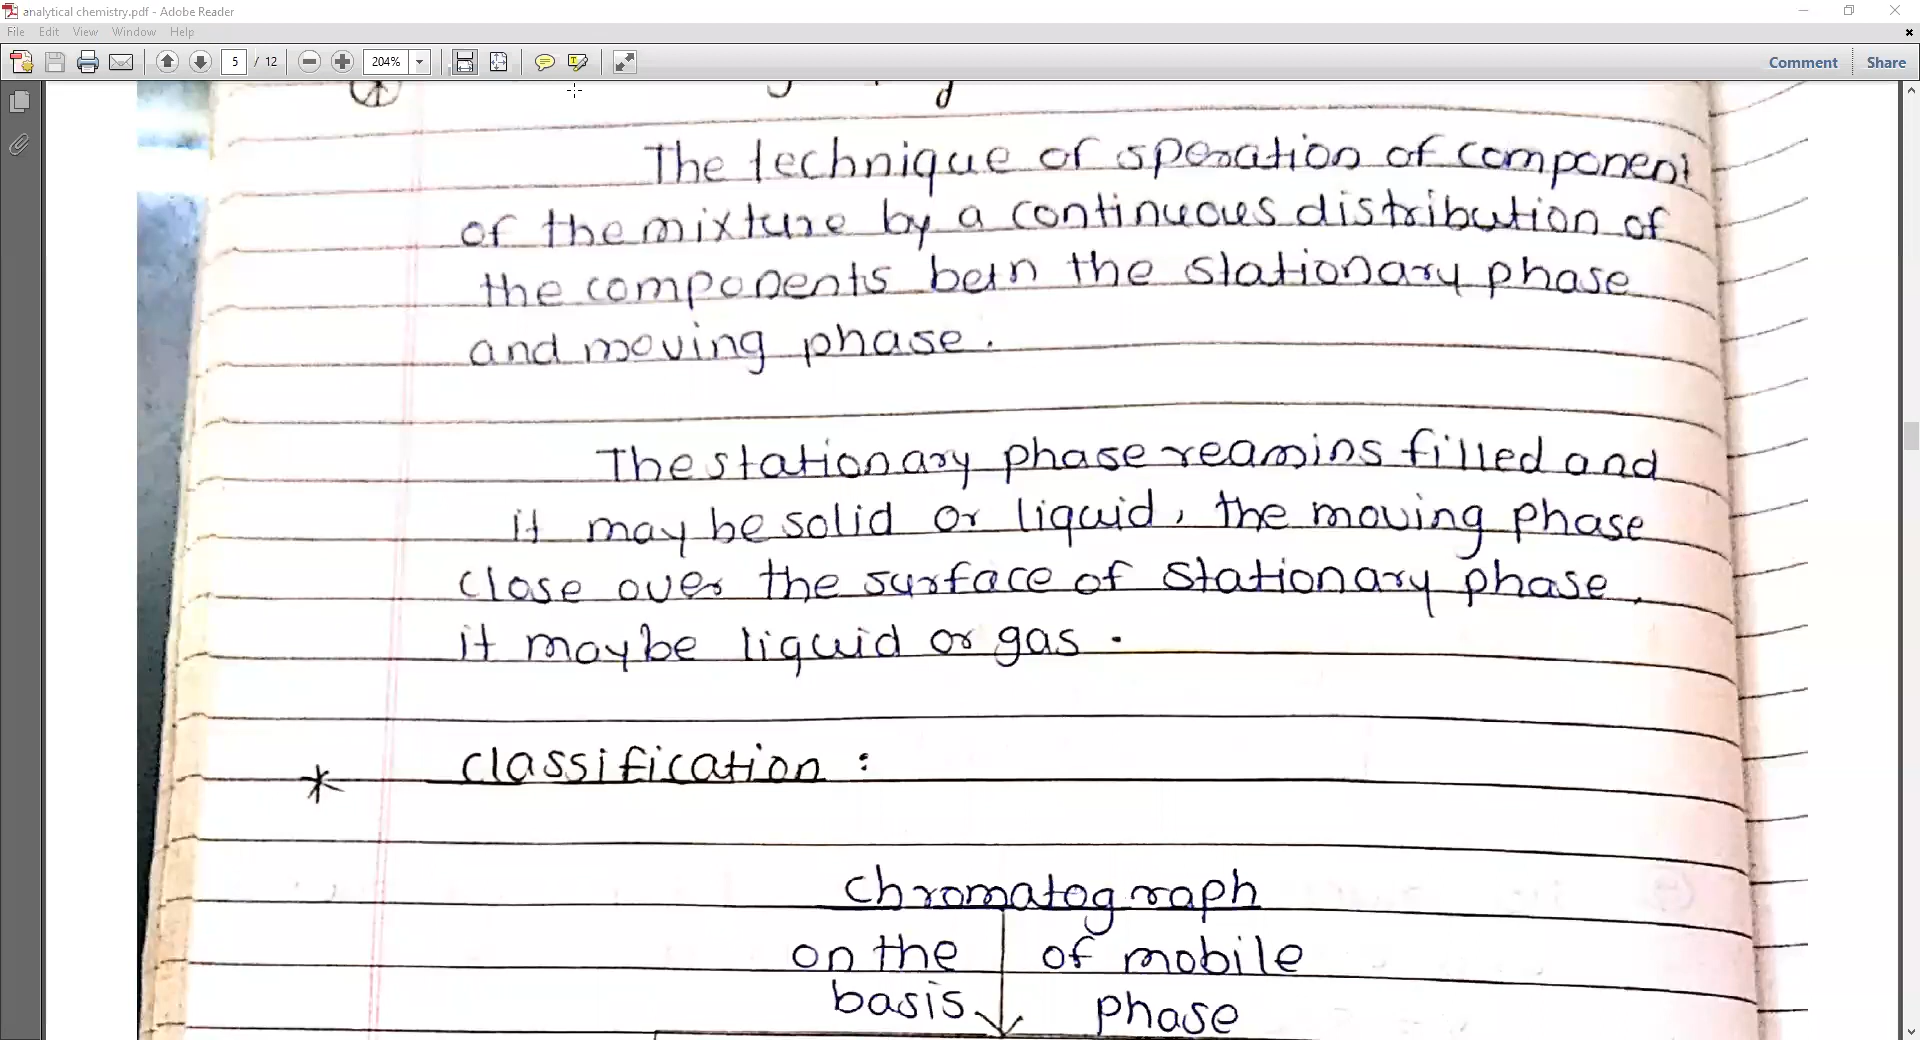 analytical chemistry.pdf - Adobe Reader
File Edit View Window Help
5 / 12 204% Comment Share
The technique of speration of component
of the mixture by a continuous distribution of
the components betn the stationary phase
and moving phase.
The stationary phase reamins filled and
it may be solid or liquid, the moving phase
close over the surface of stationary phase,
it may be liquid or gas.
* classification :
chromatograph
on the of mobile
basis phase